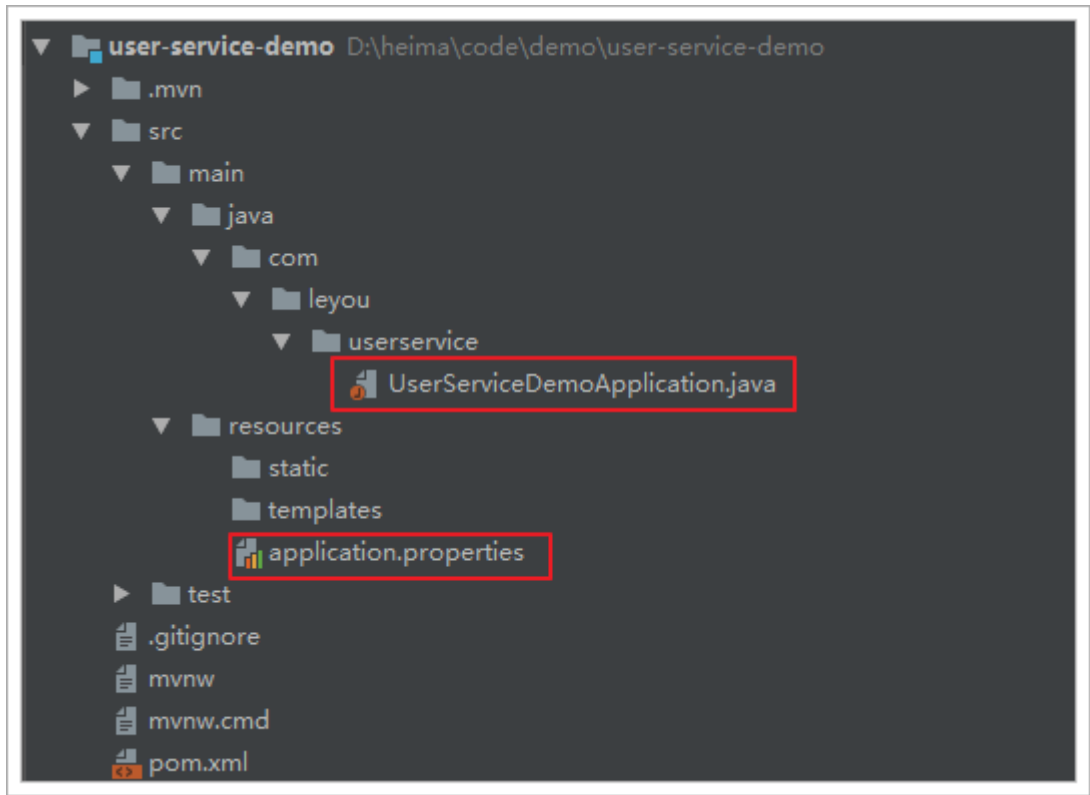 user-service-demo D:\heima\code\demo\user-service-demo
.mvn
src
main
java
com
leyou
userservice
UserServiceDemoApplication.java
resources
static
templates
application.properties
test
.gitignore
mvnw
mvnw.cmd
pom.xml